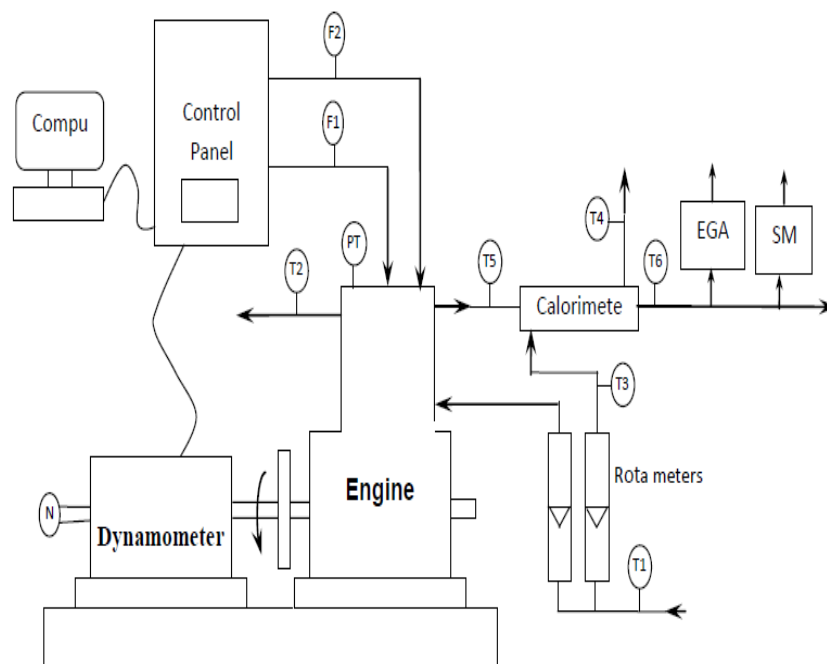 F2
Compu
Control
Panel
F1
T4
EGA
SM
PT
T2
T5
T6
Calorimete
T3
Engine
Rota meters
N
Dynamometer
T1